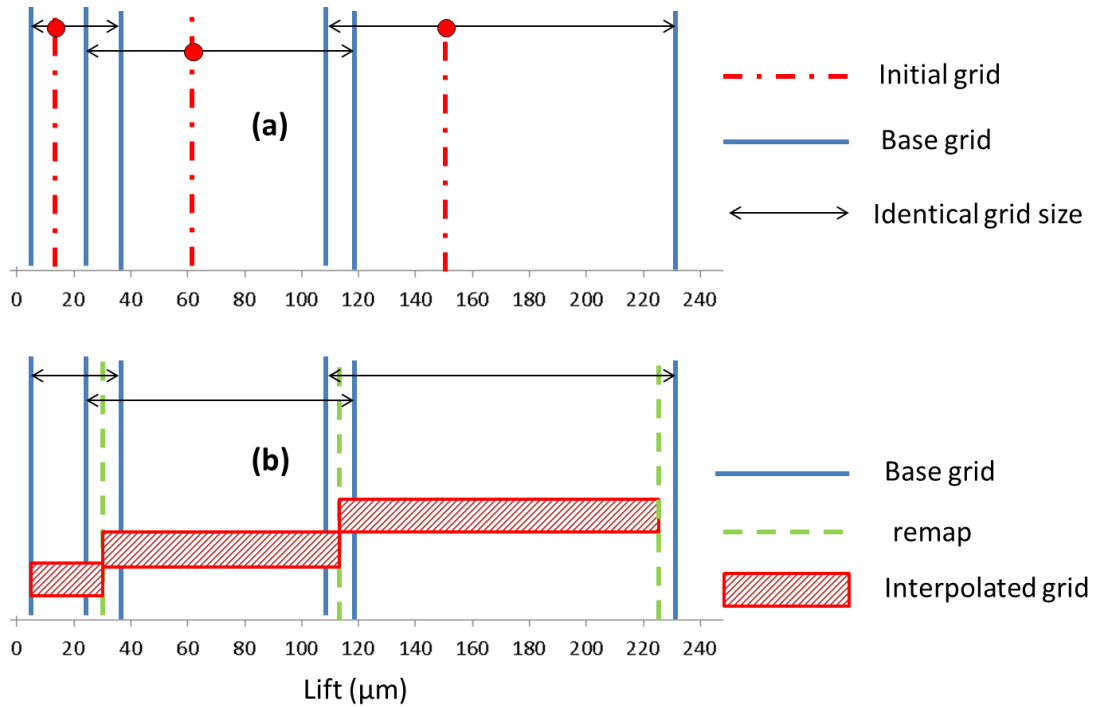 (a)
Initial grid
Base grid
Identical grid size
0 20 40 60 80 100 120 140 160 180 200 220 240
(b)
Base grid
remap
Interpolated grid
0 20 40 60 80 100 120 140 160 180 200 220 240
Lift (μm)